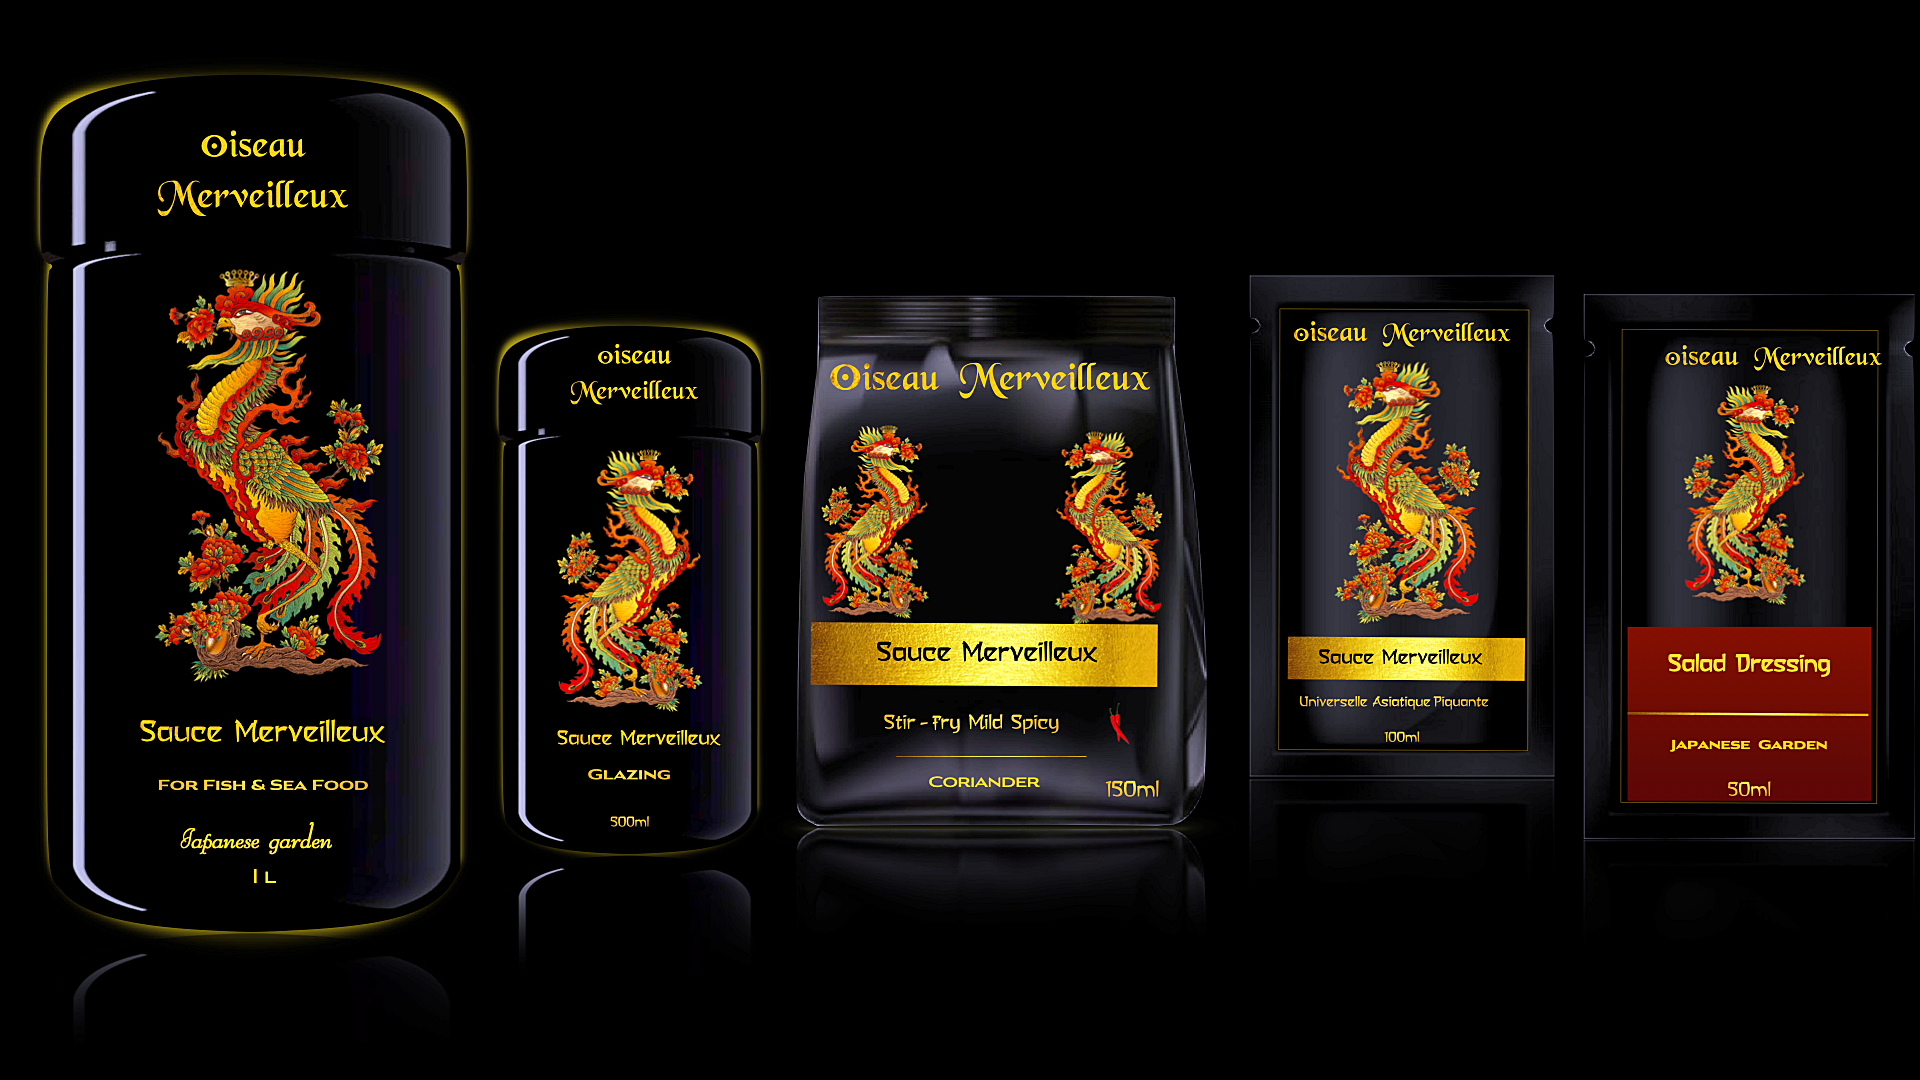 Oiseau
Merveilleux
Sauce Merveilleux
For Fish & Sea Food
Japanese garden
1 L
Oiseau
Merveilleux
Sauce Merveilleux
Glazing
500ml
Oiseau Merveilleux
Sauce Merveilleux
Stir-Fry Mild Spicy
Coriander
150ml
Oiseau Merveilleux
Sauce Merveilleux
Universelle Asiatique Piquante
100ml
Oiseau Merveilleux
Salad Dressing
Japanese Garden
50ml